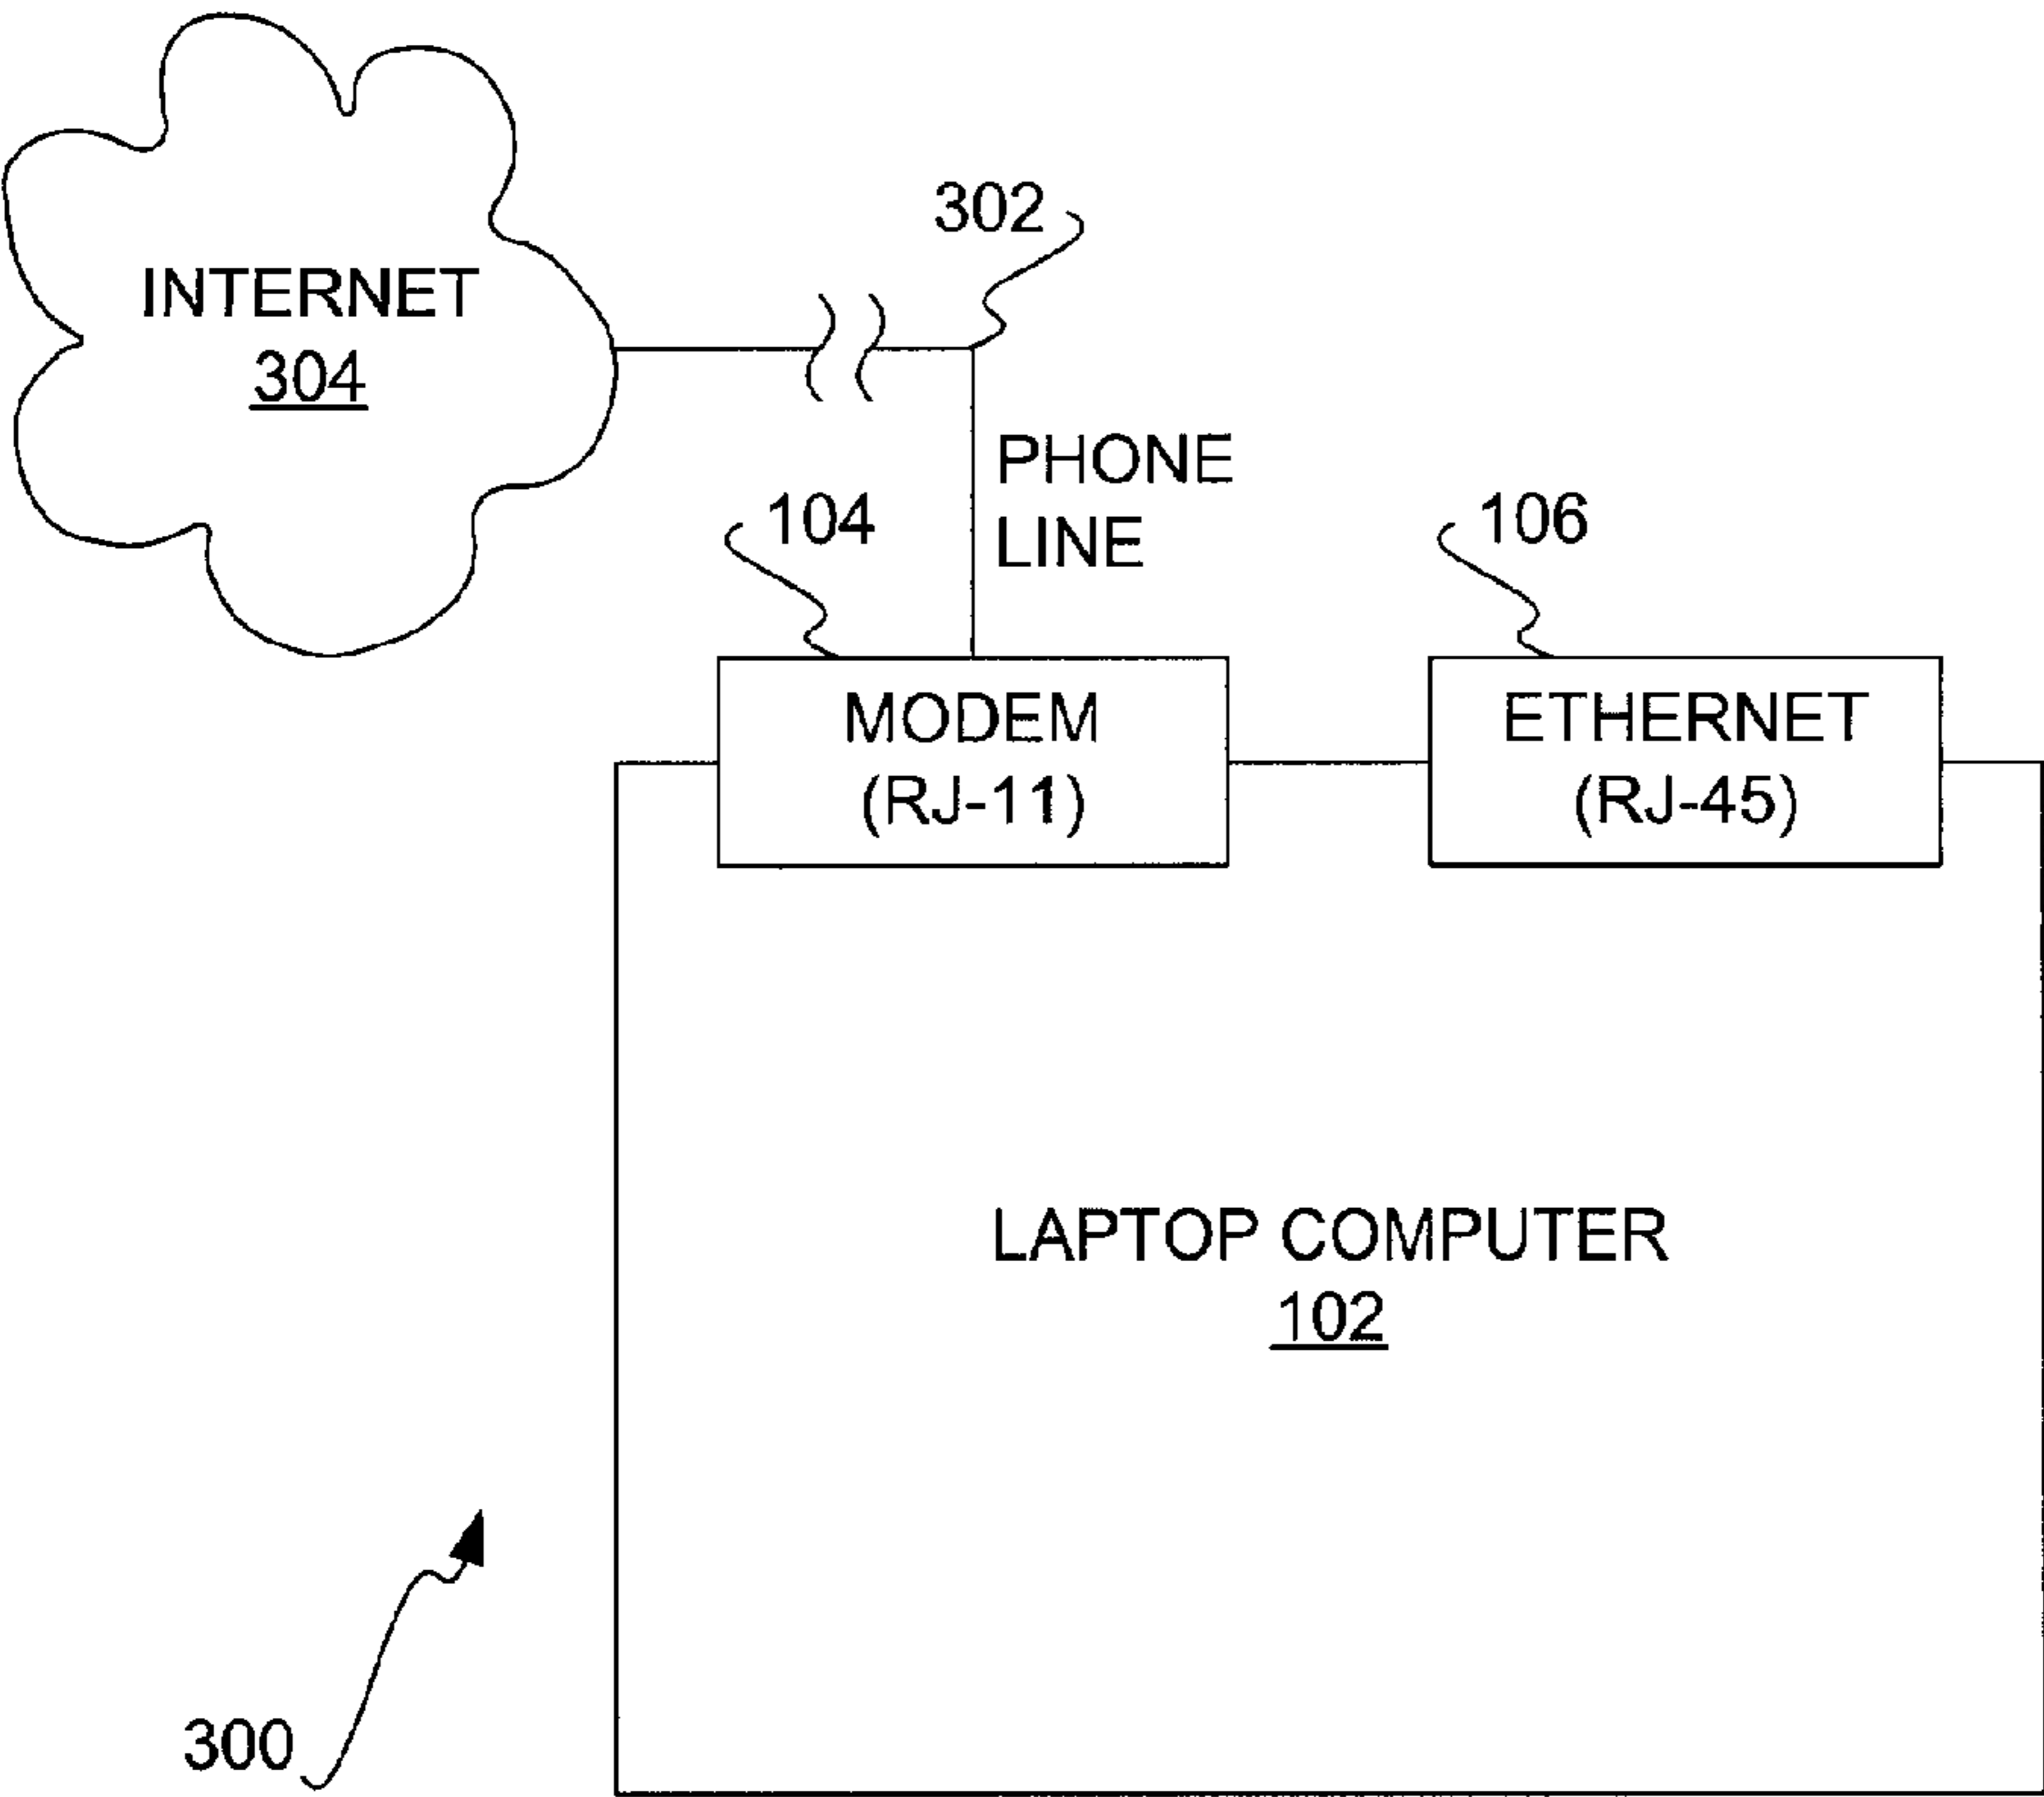 302
INTERNET
304
PHONE
LINE
104
106
MODEM
(RJ-11)
ETHERNET
(RJ-45)
LAPTOP COMPUTER
102
300